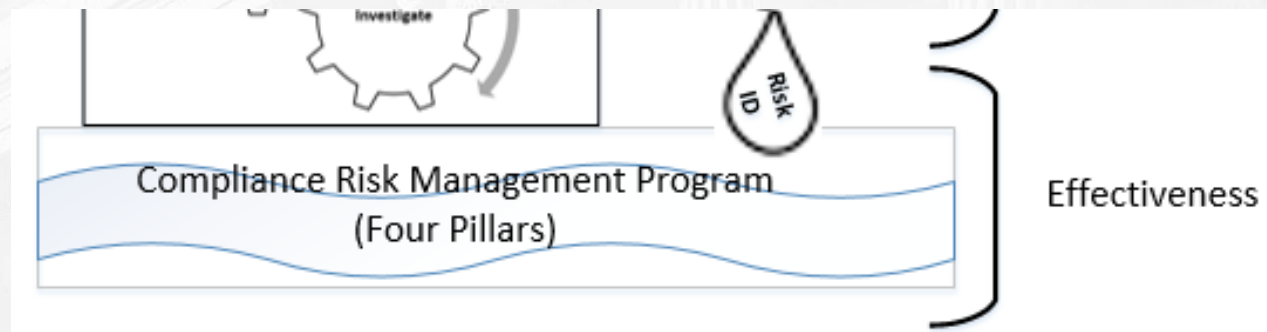 Investigate
Risk
ID
Compliance Risk Management Program
(Four Pillars)
Effectiveness